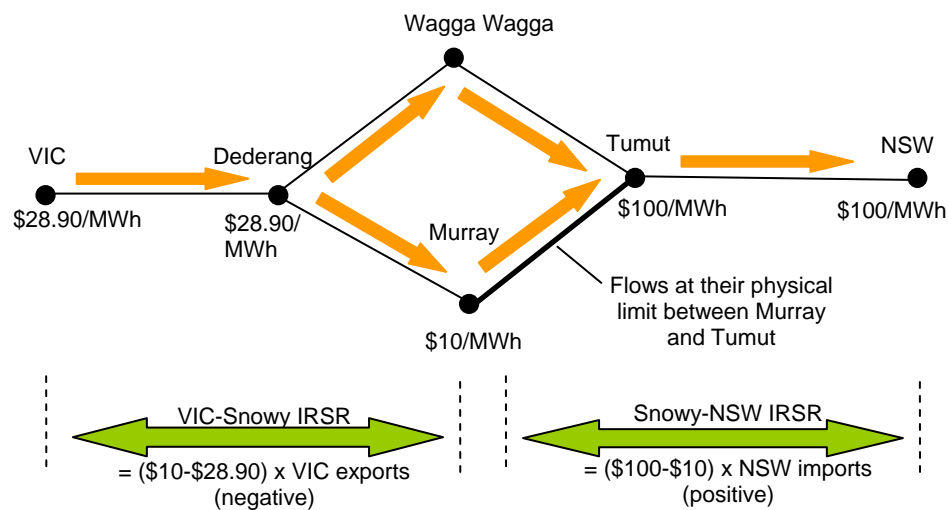 Wagga Wagga
VIC
Dederang
Tumut
NSW
$28.90/MWh
$28.90/
MWh
Murray
$100/MWh
$100/MWh
Flows at their physical
limit between Murray
and Tumut
$10/MWh
VIC-Snowy IRSR
= ($10-$28.90) x VIC exports
(negative)
Snowy-NSW IRSR
= ($100-$10) x NSW imports
(positive)